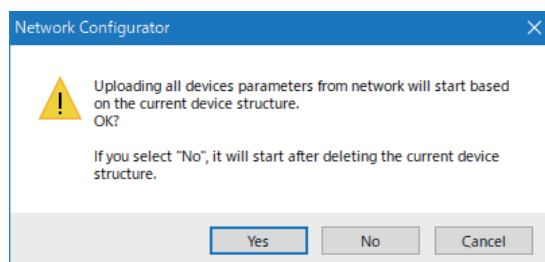 Network Configurator
Uploading all devices parameters from network will start based
on the current device structure.
OK?
If you select "No", it will start after deleting the current device
structure.
Yes
No
Cancel